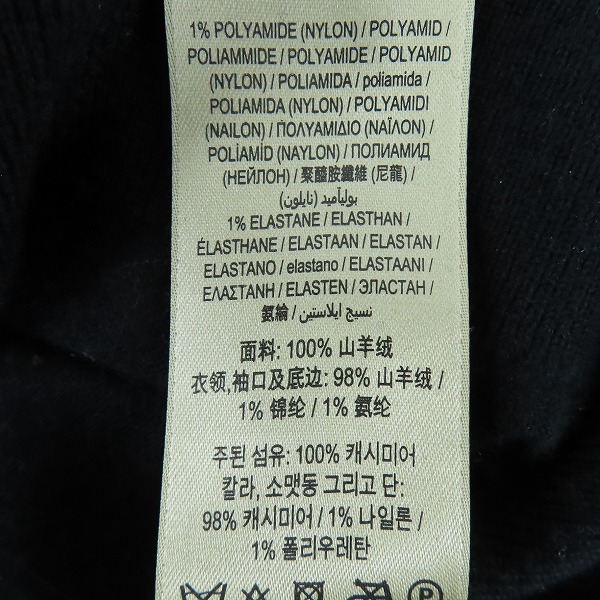 1% POLYAMIDE (NYLON) / POLYAMID /
POLIAMMIDE / POLYAMIDE / POLYAMID
(NYLON) / POLIAMIDA / poliamida /
POLIAMIDA (NYLON) / POLYAMIDI
(NAILON) / ΠΟΛΥΑΜΙΔΙΟ (ΝΑΪΛΟΝ) /
POLİAMİD (NAYLON) / ПОЛИАМИД
(НЕЙЛОН) / 聚醯胺纖維 (尼龍) /
بوليأميد (نايلون)
1% ELASTANE / ELASTHAN /
ÉLASTHANE / ELASTAAN / ELASTAN /
ELASTANO / elastano / ELASTAANI /
ΕΛΑΣΤΑΝΗ / ELASTEN / ЭЛАСТАН /
氨綸 / نسيج ايلاستين
面料: 100% 山羊绒
衣领,袖口及底边: 98% 山羊绒 /
1% 锦纶 / 1% 氨纶
주된 섬유: 100% 캐시미어
칼라, 소맷동 그리고 단:
98% 캐시미어 / 1% 나일론 /
1% 폴리우레탄
P